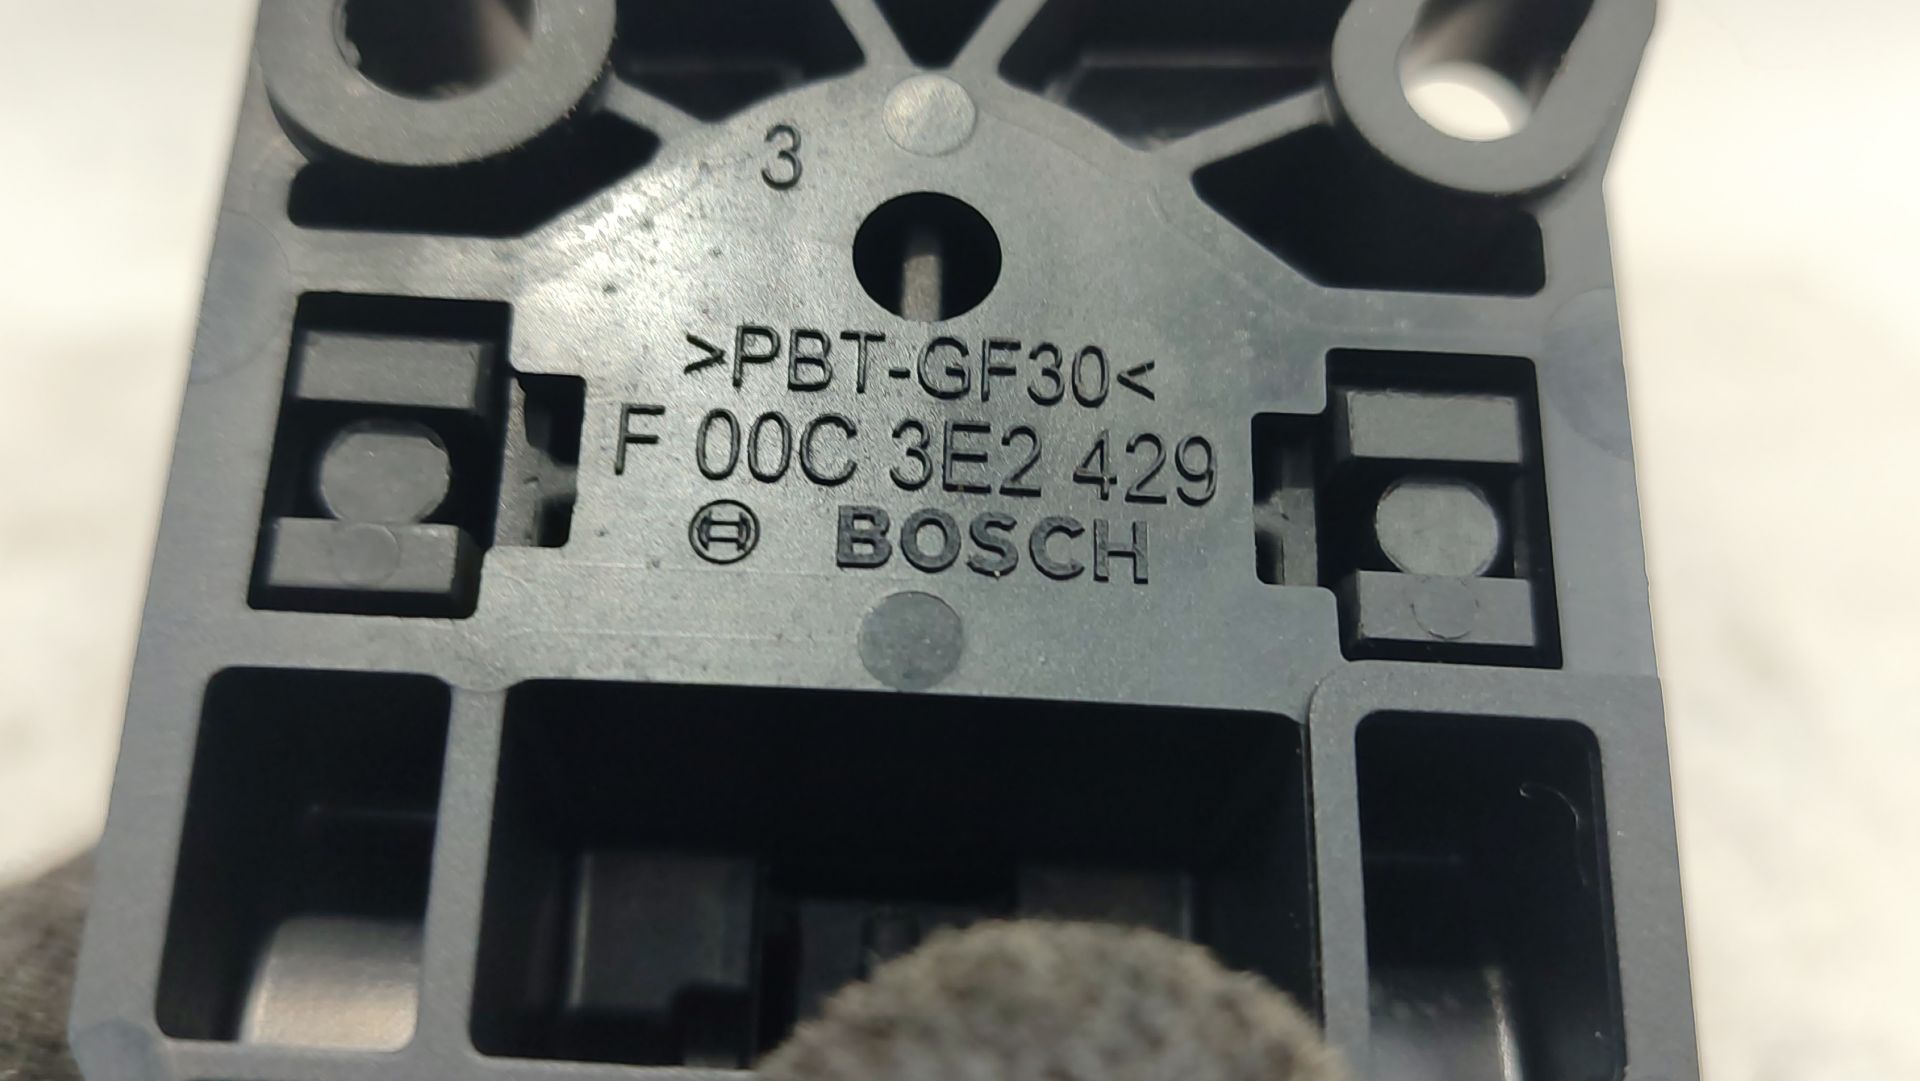 3
>PBT-GF30<
F 00C 3E2 429
BOSCH